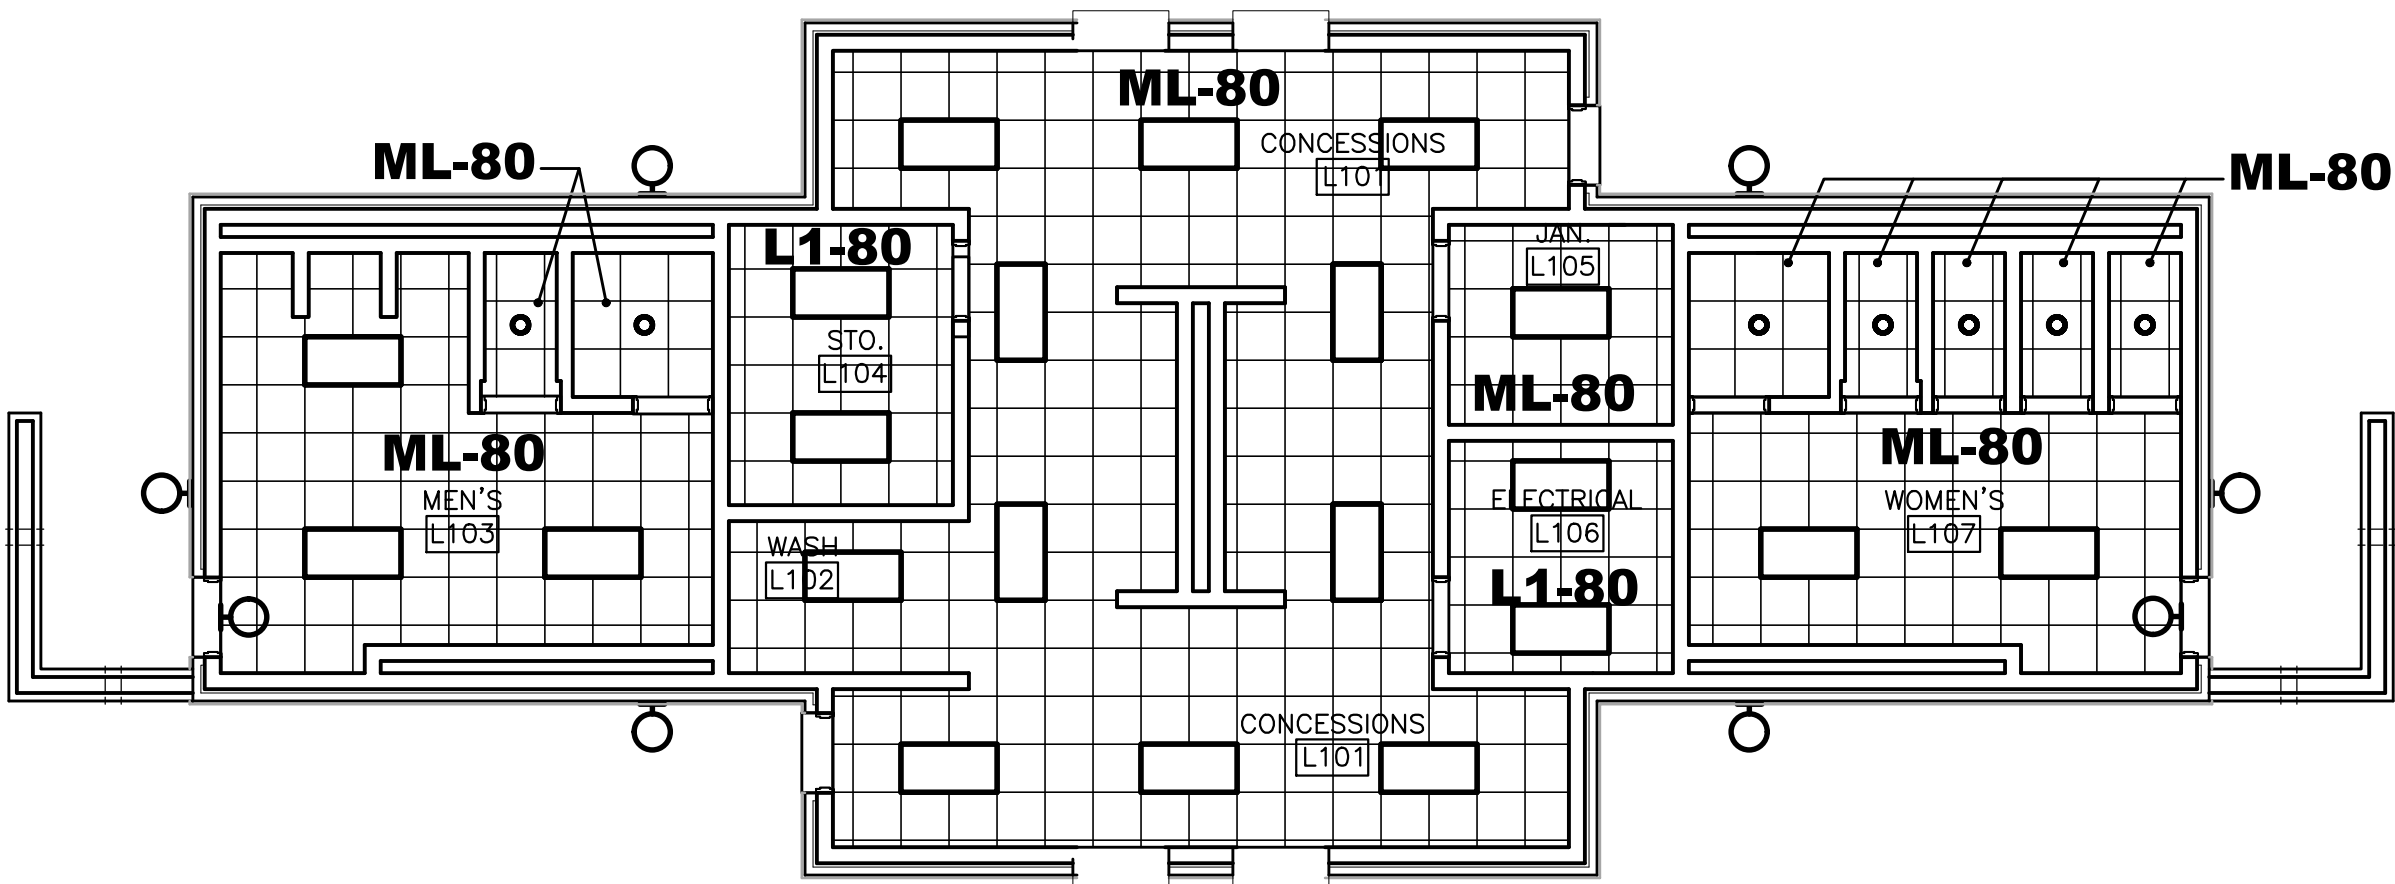 ML-80
CONCESSIONS
L101
ML-80
ML-80
L1-80
JAN.
L105
STO.
L104
ML-80
ML-80
MEN'S
L103
ELECTRICAL
L106
ML-80
WOMEN'S
L107
WASH
L102
L1-80
CONCESSIONS
L101